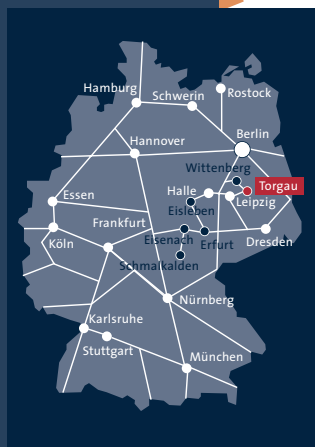 Hamburg
Schwerin
Rostock
Hannover
Berlin
Wittenberg
Essen
Halle
Torgau
Leipzig
Eisleben
Frankfurt
Köln
Eisenach
Erfurt
Dresden
Schmalkalden
Nürnberg
Karlsruhe
Stuttgart
München